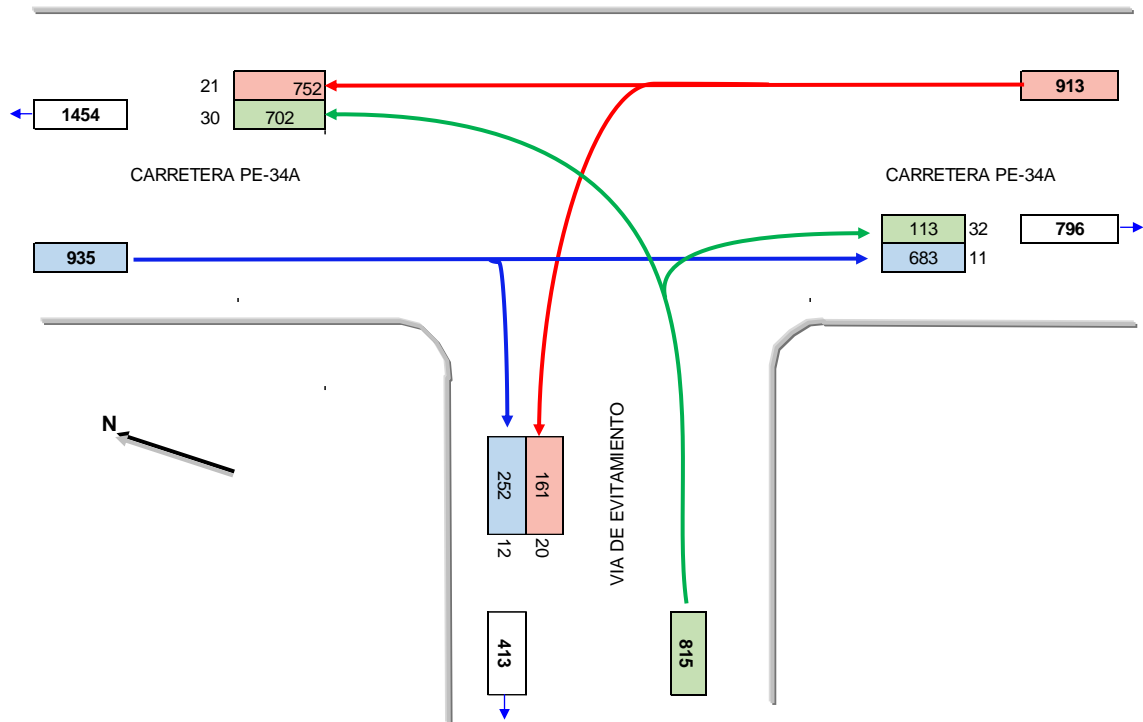 21 752 913
1454 30 702
CARRETERA PE-34A CARRETERA PE-34A
113 32 796
935 683 11
N
VIA DE EVITAMIENTO
252 161
12 20
413 815